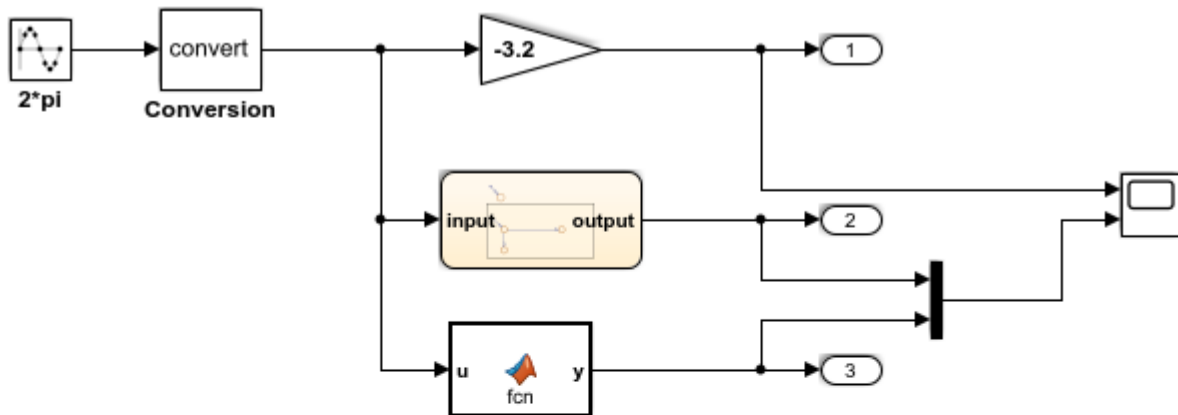 convert
-3.2
1
2*pi
Conversion
input output
2
u y
fcn
3